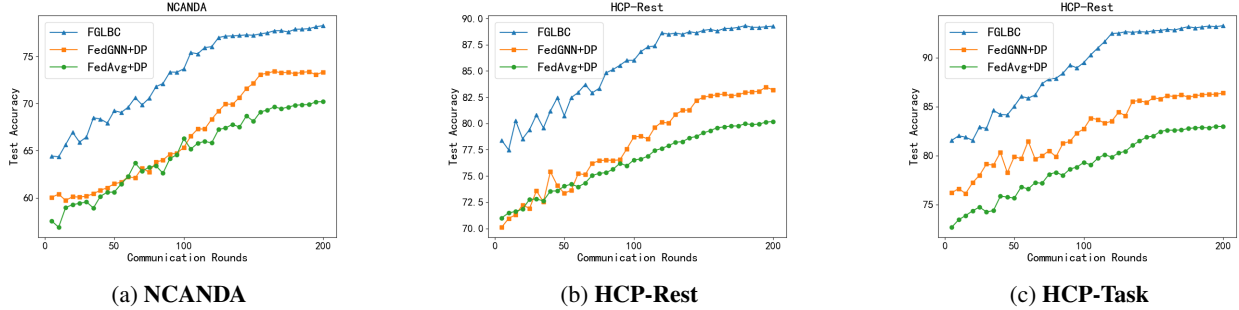 NCANDA
FGLBC
FedGNN+DP
FedAvg+DP
Test Accuracy
75
70
65
60
0
50
100
200
Communication Rounds
(a) NCANDA
HCP-Rest
FGLBC
FedGNN+DP
FedAvg+DP
Test Accuracy
90.0
87.5
85.0
82.5
80.0
77.5
75.0
72.5
70.0
0
50
100
200
Communication Rounds
(b) HCP-Rest
HCP-Rest
FGLBC
FedGNN+DP
FedAvg+DP
Test Accuracy
90
85
80
75
0
50
100
200
Communication Rounds
(c) HCP-Task